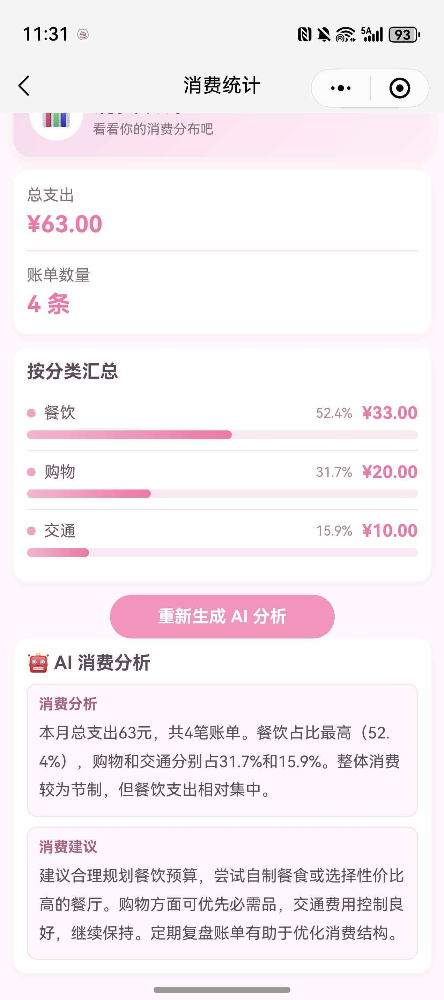 11:31
5A
93
消费统计
看看你的消费分布吧
总支出
¥63.00
账单数量
4 条
按分类汇总
餐饮 52.4% ¥33.00
购物 31.7% ¥20.00
交通 15.9% ¥10.00
重新生成 AI 分析
AI 消费分析
消费分析
本月总支出63元，共4笔账单。餐饮占比最高（52.
4%），购物和交通分别占31.7%和15.9%。整体消费
较为节制，但餐饮支出相对集中。
消费建议
建议合理规划餐饮预算，尝试自制餐食或选择性价比
高的餐厅。购物方面可优先必需品，交通费用控制良
好，继续保持。定期复盘账单有助于优化消费结构。